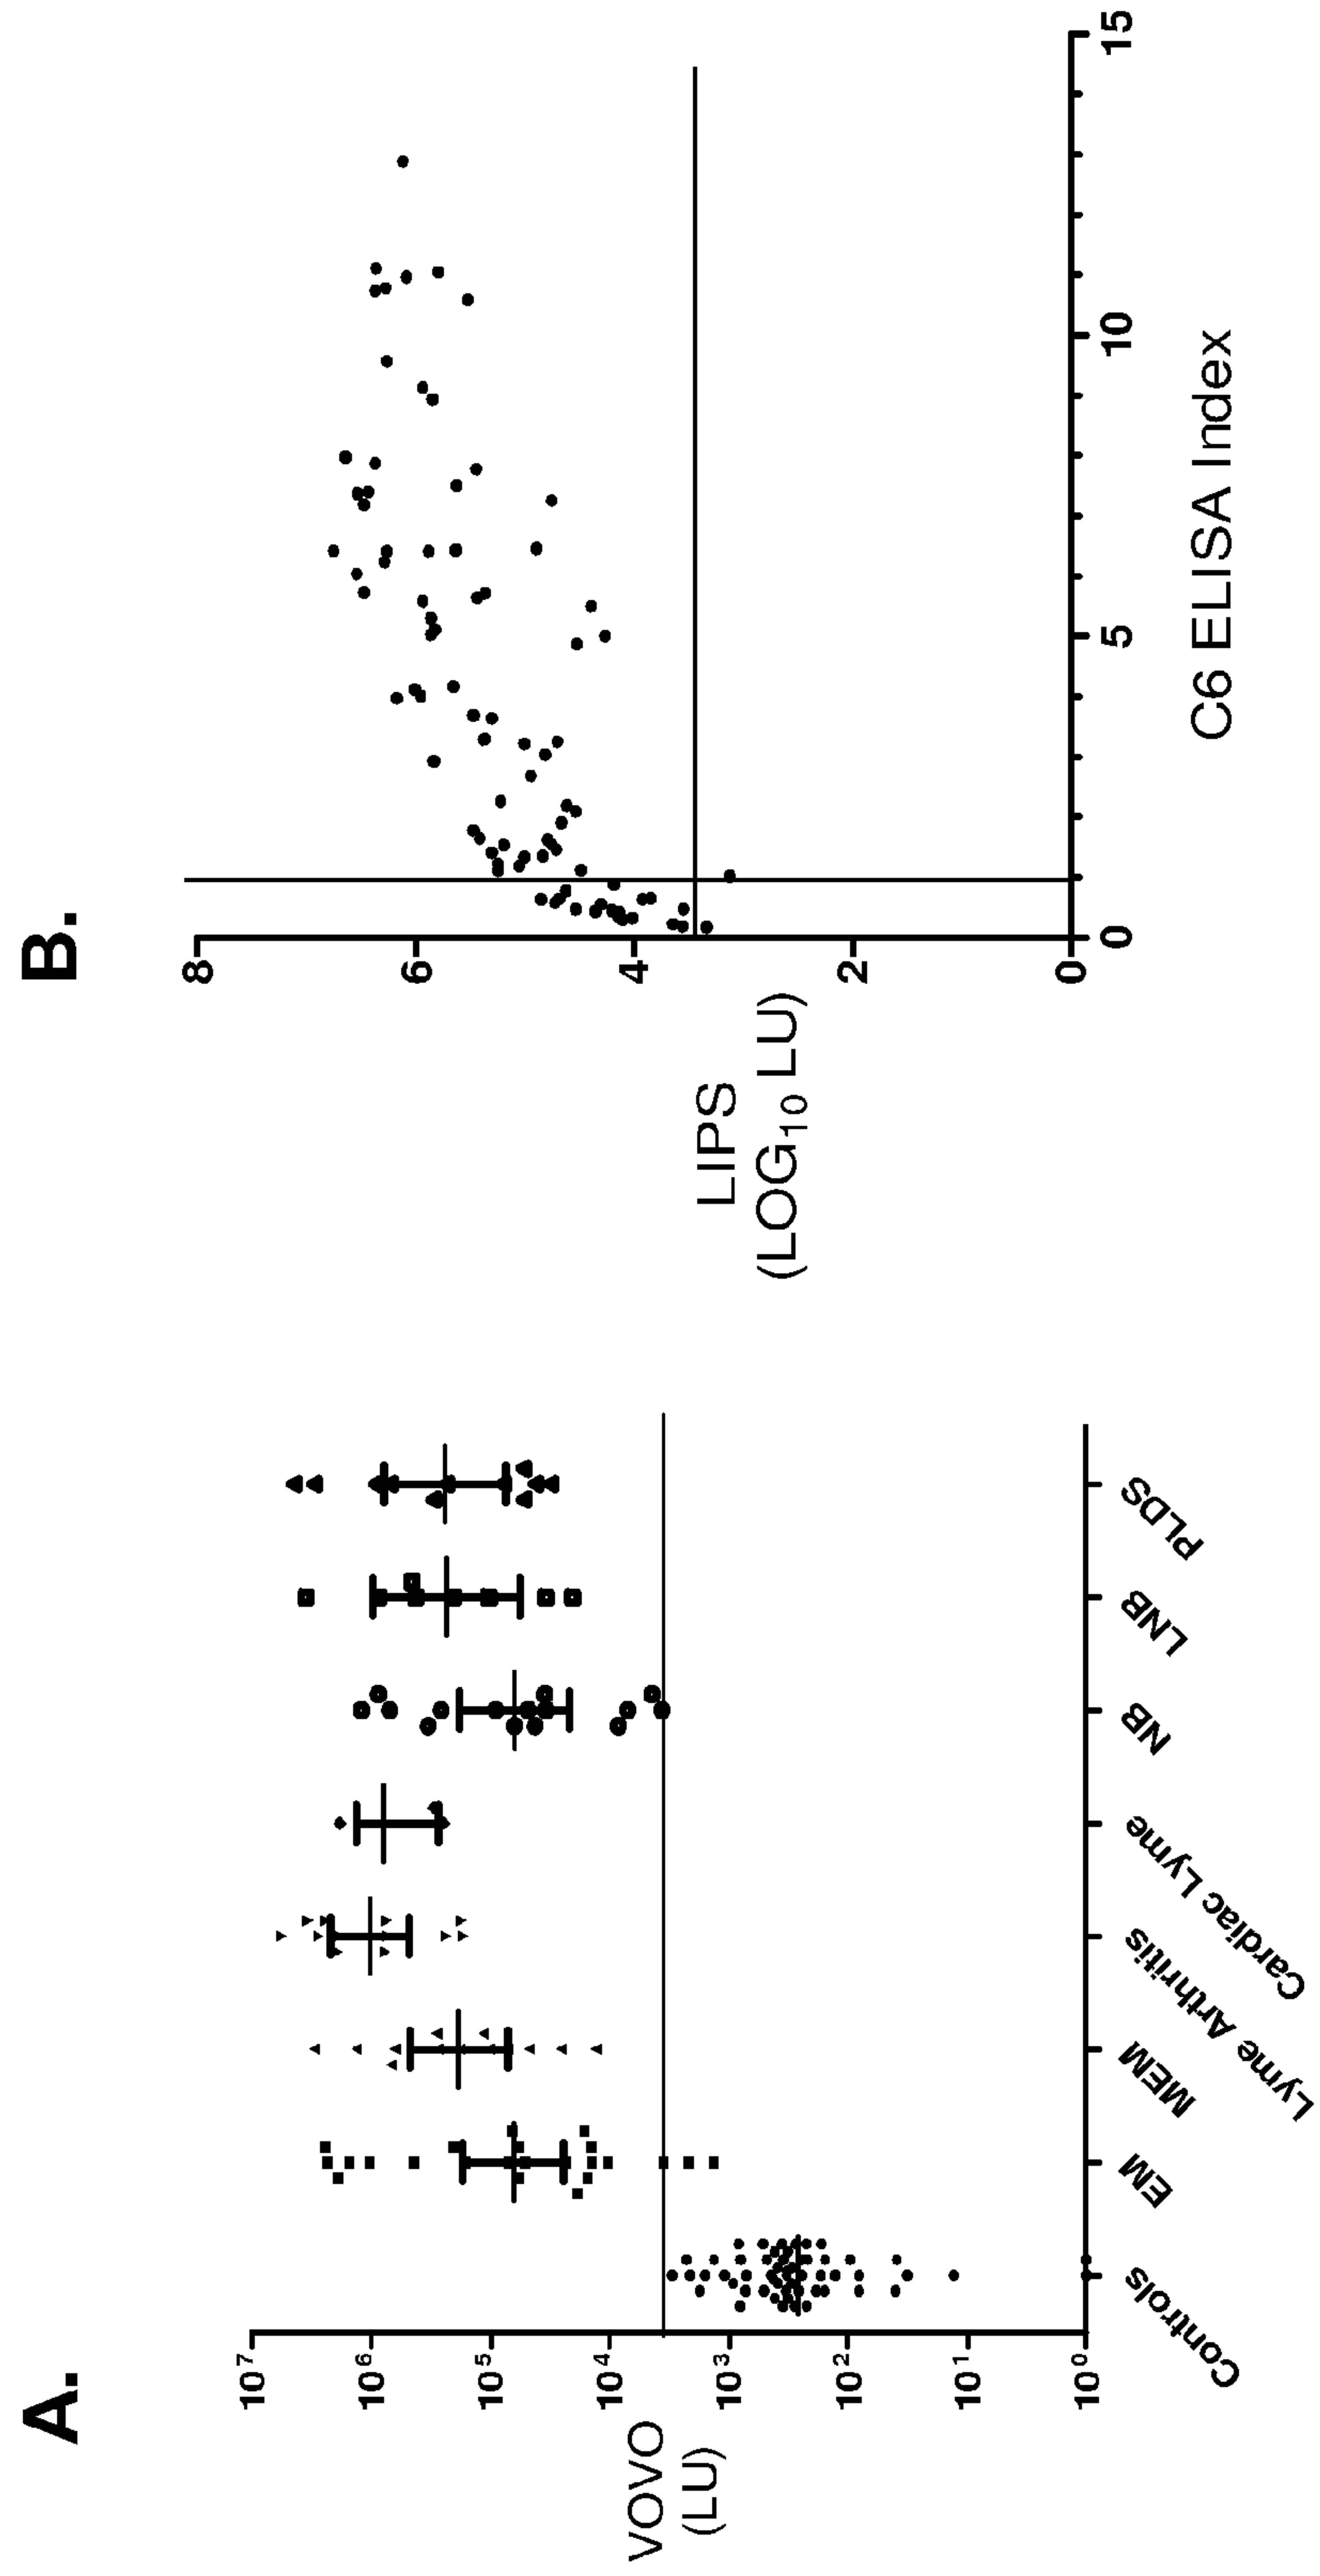 A.
VOVO
(LU)
10⁷
10⁶
10⁵
10⁴
10³
10²
10¹
10⁰
Controls
EM
MEM
Lyme Arthritis
Cardiac Lyme
NB
LNB
PLDS
B.
LIPS
(LOG₁₀ LU)
8
6
4
2
0
0
5
10
15
C6 ELISA Index